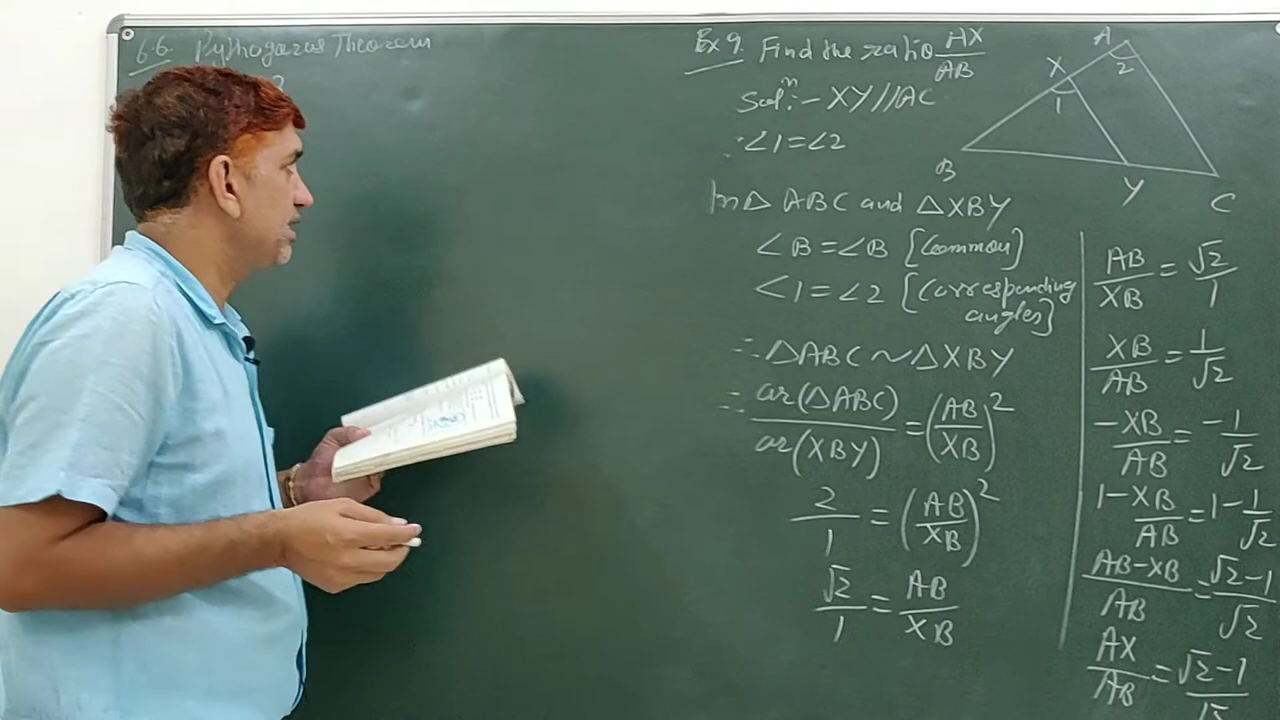 6.6. Pythogarus Theorem
Ex 9. Find the ratio AX/AB
Solⁿ:- XY//AC
∴ ∠1=∠2
In △ ABC and △XBY
∠B=∠B [common]
∠1=∠2 [corresponding
angles]
∴ △ABC ~ △XBY
∴ ar(△ABC)/ar(XBY) = (AB/XB)²
2/1 = (AB/XB)²
√2/1 = AB/XB
AB/XB = √2/1
XB/AB = 1/√2
-XB/AB = -1/√2
1-XB/AB = 1-1/√2
AB-XB/AB = √2-1/√2
AX/AB = √2-1/√2
A
2
X
1
B
Y
C